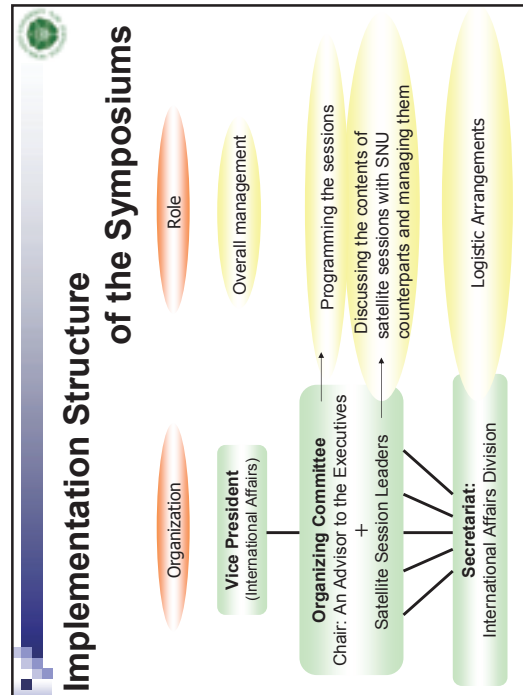 Implementation Structure
of the Symposiums
Organization
Role
Vice President
(International Affairs)
Overall management
Organizing Committee
Chair: An Advisor to the Executives
+
Satellite Session Leaders
Programming the sessions
Discussing the contents of
satellite sessions with SNU
counterparts and managing them
Secretariat:
International Affairs Division
Logistic Arrangements